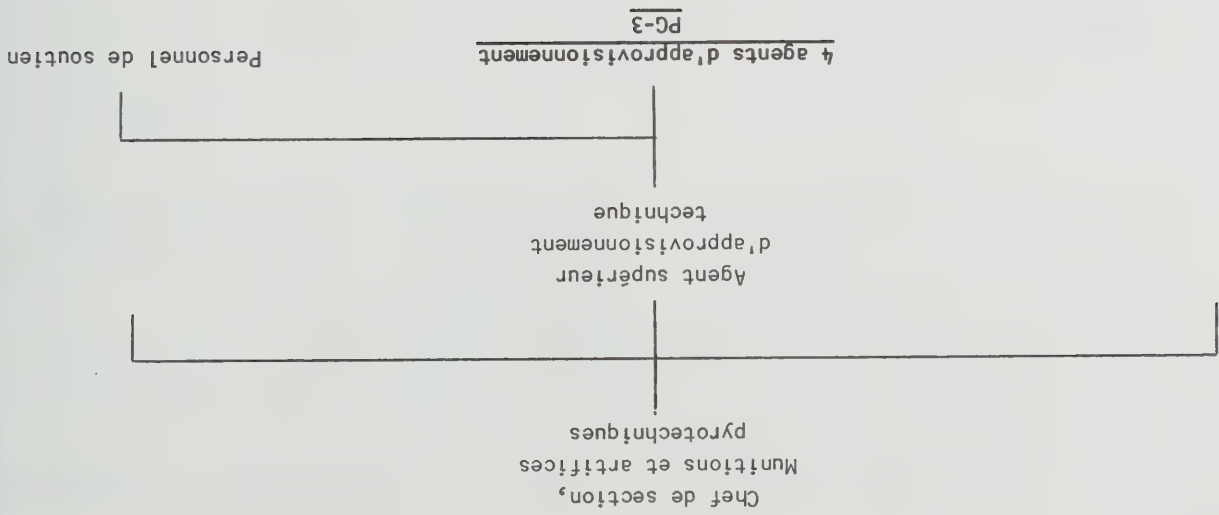 Chef de section,
Munitions et artifices
pyrotechniques
Agent supérieur
d'approvisionnement
technique
4 agents d'approvisionnement
PG-3
Personnel de soutien